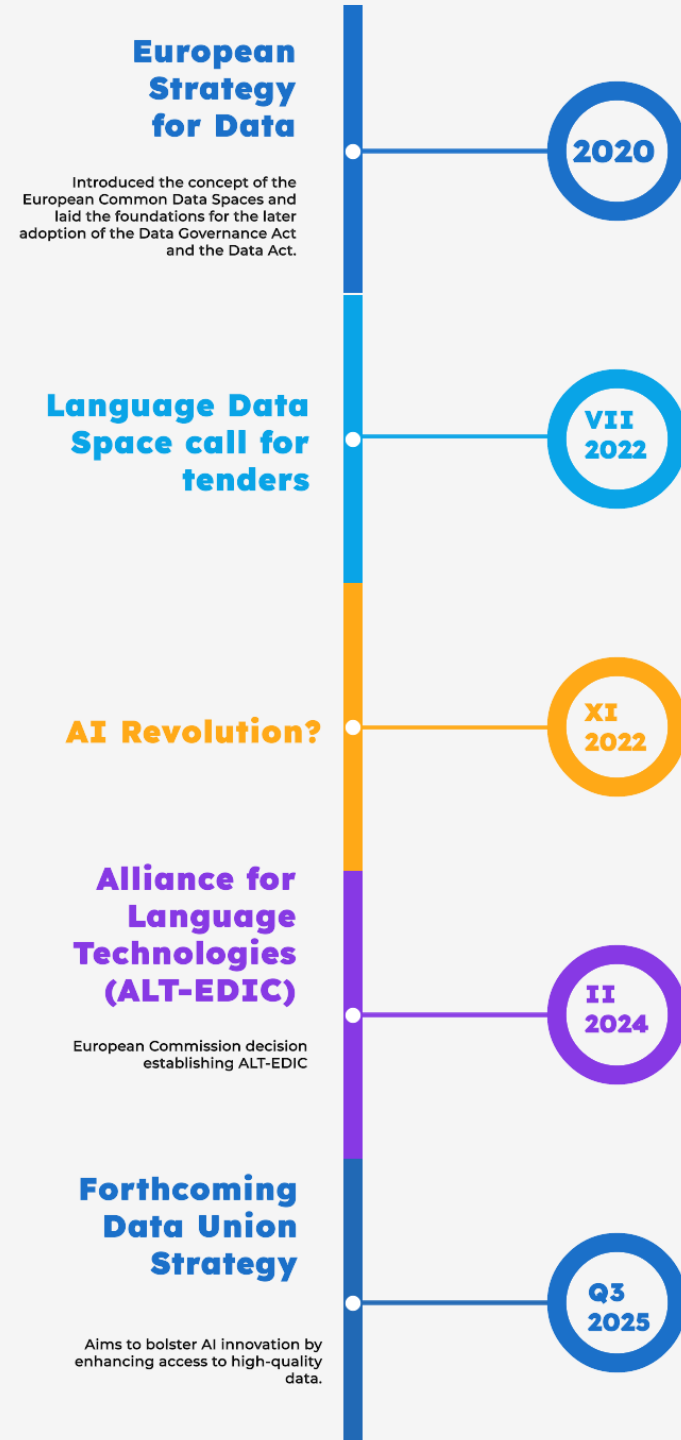 European
Strategy
for Data
2020
Introduced the concept of the
European Common Data Spaces and
laid the foundations for the later
adoption of the Data Governance Act
and the Data Act.
Language Data
Space call for
tenders
VII
2022
AI Revolution?
XI
2022
Alliance for
Language
Technologies
(ALT-EDIC)
II
2024
European Commission decision
establishing ALT-EDIC
Forthcoming
Data Union
Strategy
Q3
2025
Aims to bolster AI innovation by
enhancing access to high-quality
data.